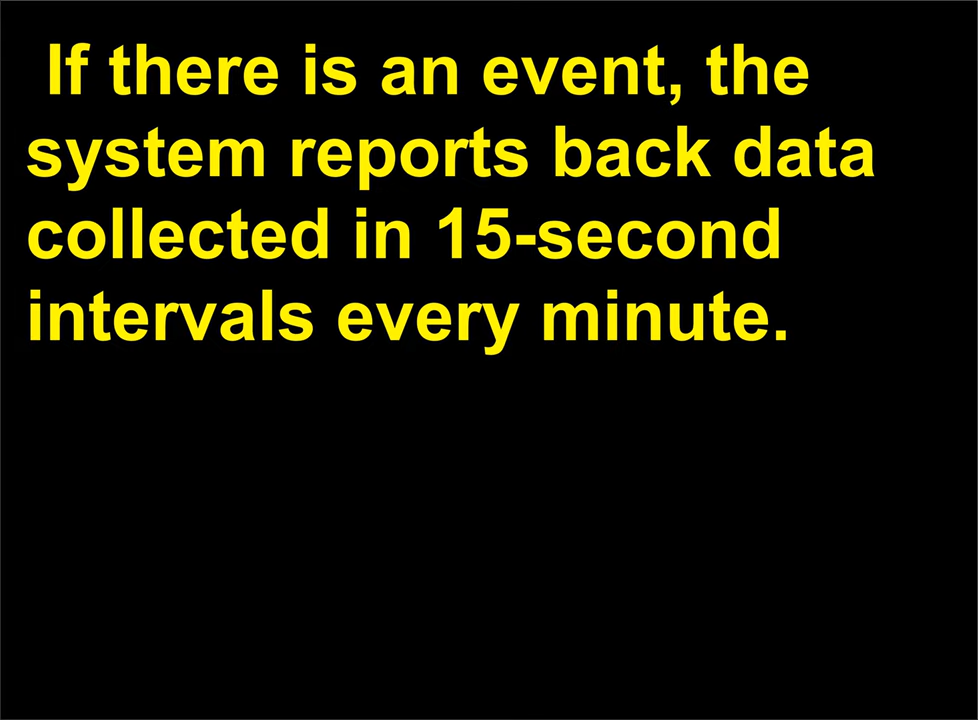 If there is an event, the
system reports back data
collected in 15-second
intervals every minute.